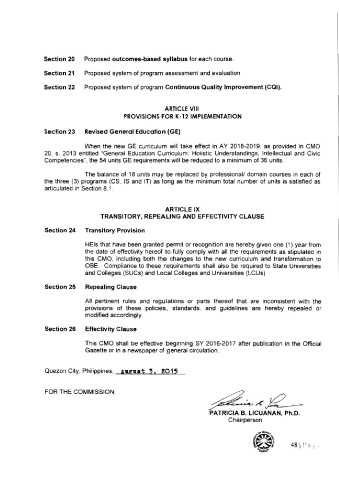 Section 20 Proposed outcomes-based syllabus for each course.
Section 21 Proposed system of program assessment and evaluation
Section 22 Proposed system of program Continuous Quality Improvement (CQI).
ARTICLE VIII
PROVISIONS FOR K-12 IMPLEMENTATION
Section 23 Revised General Education (GE)
When the new GE curriculum will take effect in AY 2018-2019, as provided in CMO
20, s. 2013 entitled "General Education Curriculum: Holistic Understandings, Intellectual and Civic
Competencies", the 54 units GE requirements will be reduced to a minimum of 36 units.
The balance of 18 units may be replaced by professional/ domain courses in each of
the three (3) programs (CS, IS and IT) as long as the minimum total number of units is satisfied as
articulated in Section 8.1.
ARTICLE IX
TRANSITORY, REPEALING AND EFFECTIVITY CLAUSE
Section 24 Transitory Provision
HEIs that have been granted permit or recognition are hereby given one (1) year from
the date of effectivity hereof to fully comply with all the requirements as stipulated in
this CMO, including both the changes to the new curriculum and transformation to
OBE. Compliance to these requirements shall also be required to State Universities
and Colleges (SUCs) and Local Colleges and Universities (LCUs).
Section 25 Repealing Clause
All pertinent rules and regulations or parts thereof that are inconsistent with the
provisions of these policies, standards, and guidelines are hereby repealed or
modified accordingly.
Section 26 Effectivity Clause
This CMO shall be effective beginning SY 2016-2017 after publication in the Official
Gazette or in a newspaper of general circulation.
Quezon City, Philippines, August 3, 2015
FOR THE COMMISSION:
PATRICIA B. LICUANAN, Ph.D.
Chairperson
48